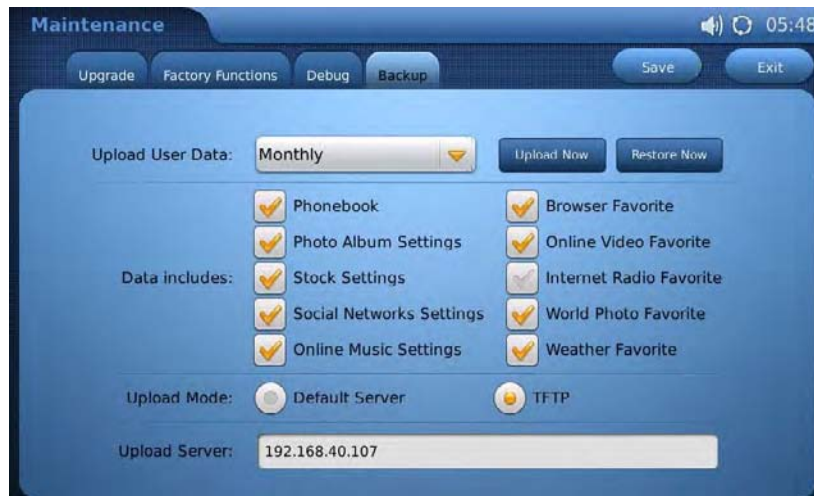 Maintenance 05:48
Upgrade Factory Functions Debug Backup Save Exit
Upload User Data: Monthly Upload Now Restore Now
Phonebook Browser Favorite
Photo Album Settings Online Video Favorite
Data includes: Stock Settings Internet Radio Favorite
Social Networks Settings World Photo Favorite
Online Music Settings Weather Favorite
Upload Mode: Default Server TFTP
Upload Server: 192.168.40.107